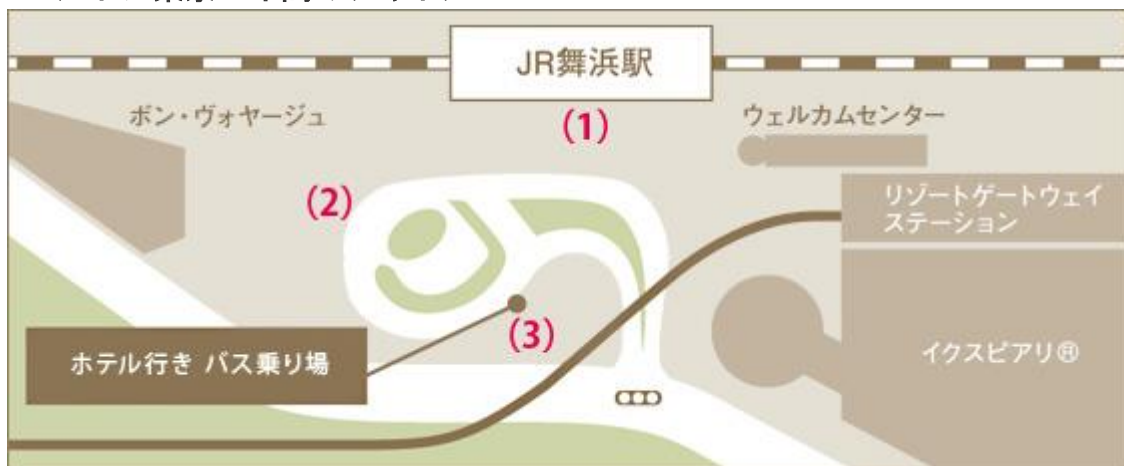 JR舞浜駅
ボン・ヴォヤージュ
(1)
ウェルカムセンター
(2)
リゾートゲートウェイ
ステーション
(3)
ホテル行き バス乗り場
イクスピアリ